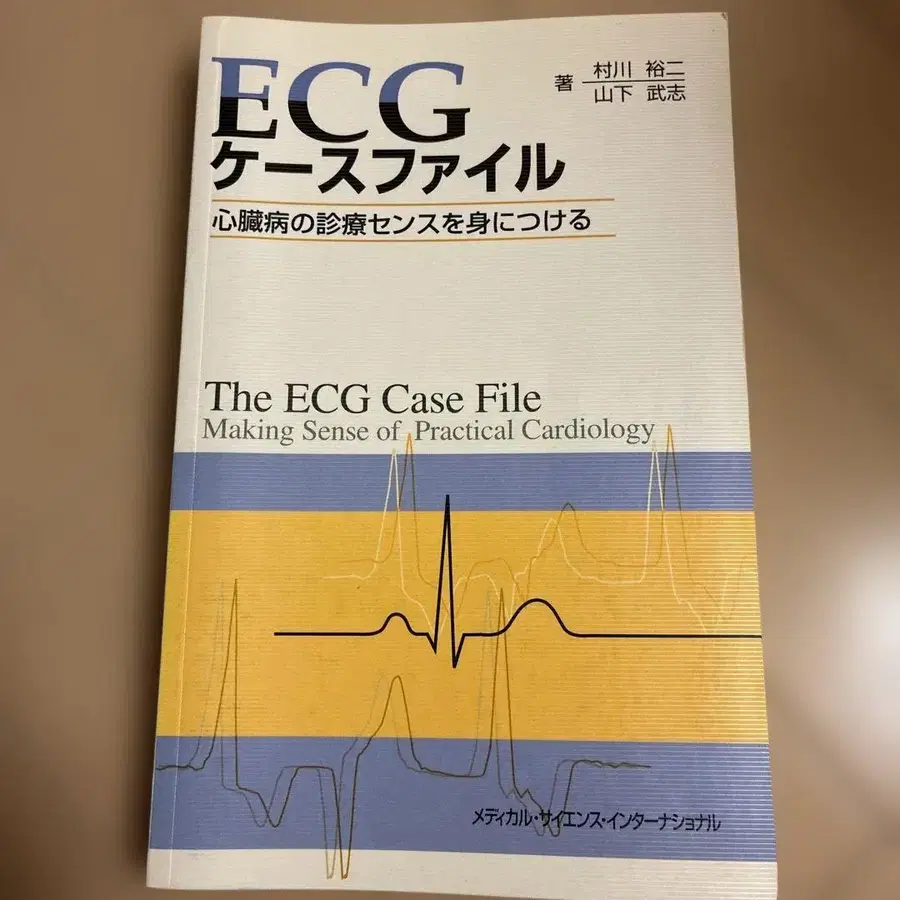 ECG
ケースファイル
心臓病の診療センスを身につける
著
村川 裕二
山下 武志
The ECG Case File
Making Sense of Practical Cardiology
メディカル・サイエンス・インターナショナル